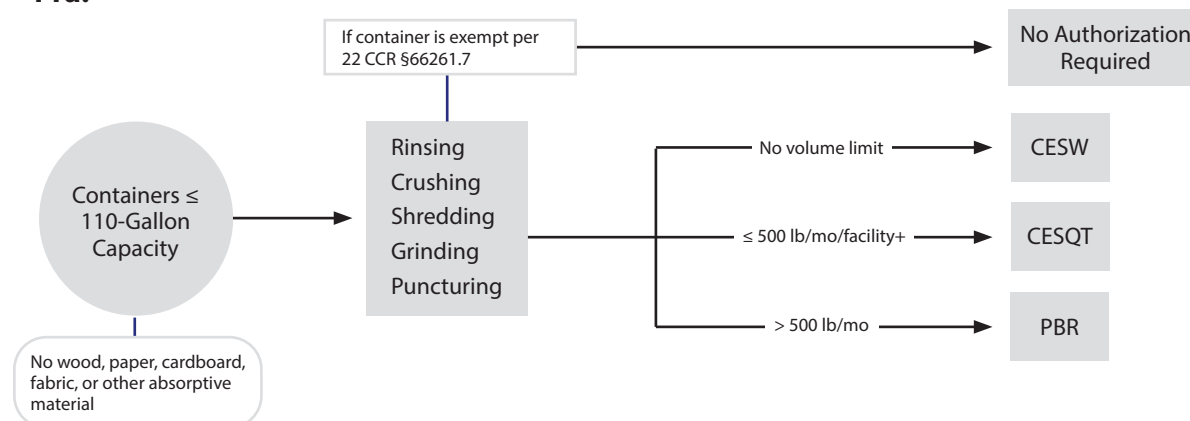 If container is exempt per
22 CCR §66261.7
No Authorization
Required
Containers ≤
110-Gallon
Capacity
Rinsing
Crushing
Shredding
Grinding
Puncturing
No volume limit
CESW
≤ 500 lb/mo/facility+
CESQT
> 500 lb/mo
PBR
No wood, paper, cardboard,
fabric, or other absorptive
material